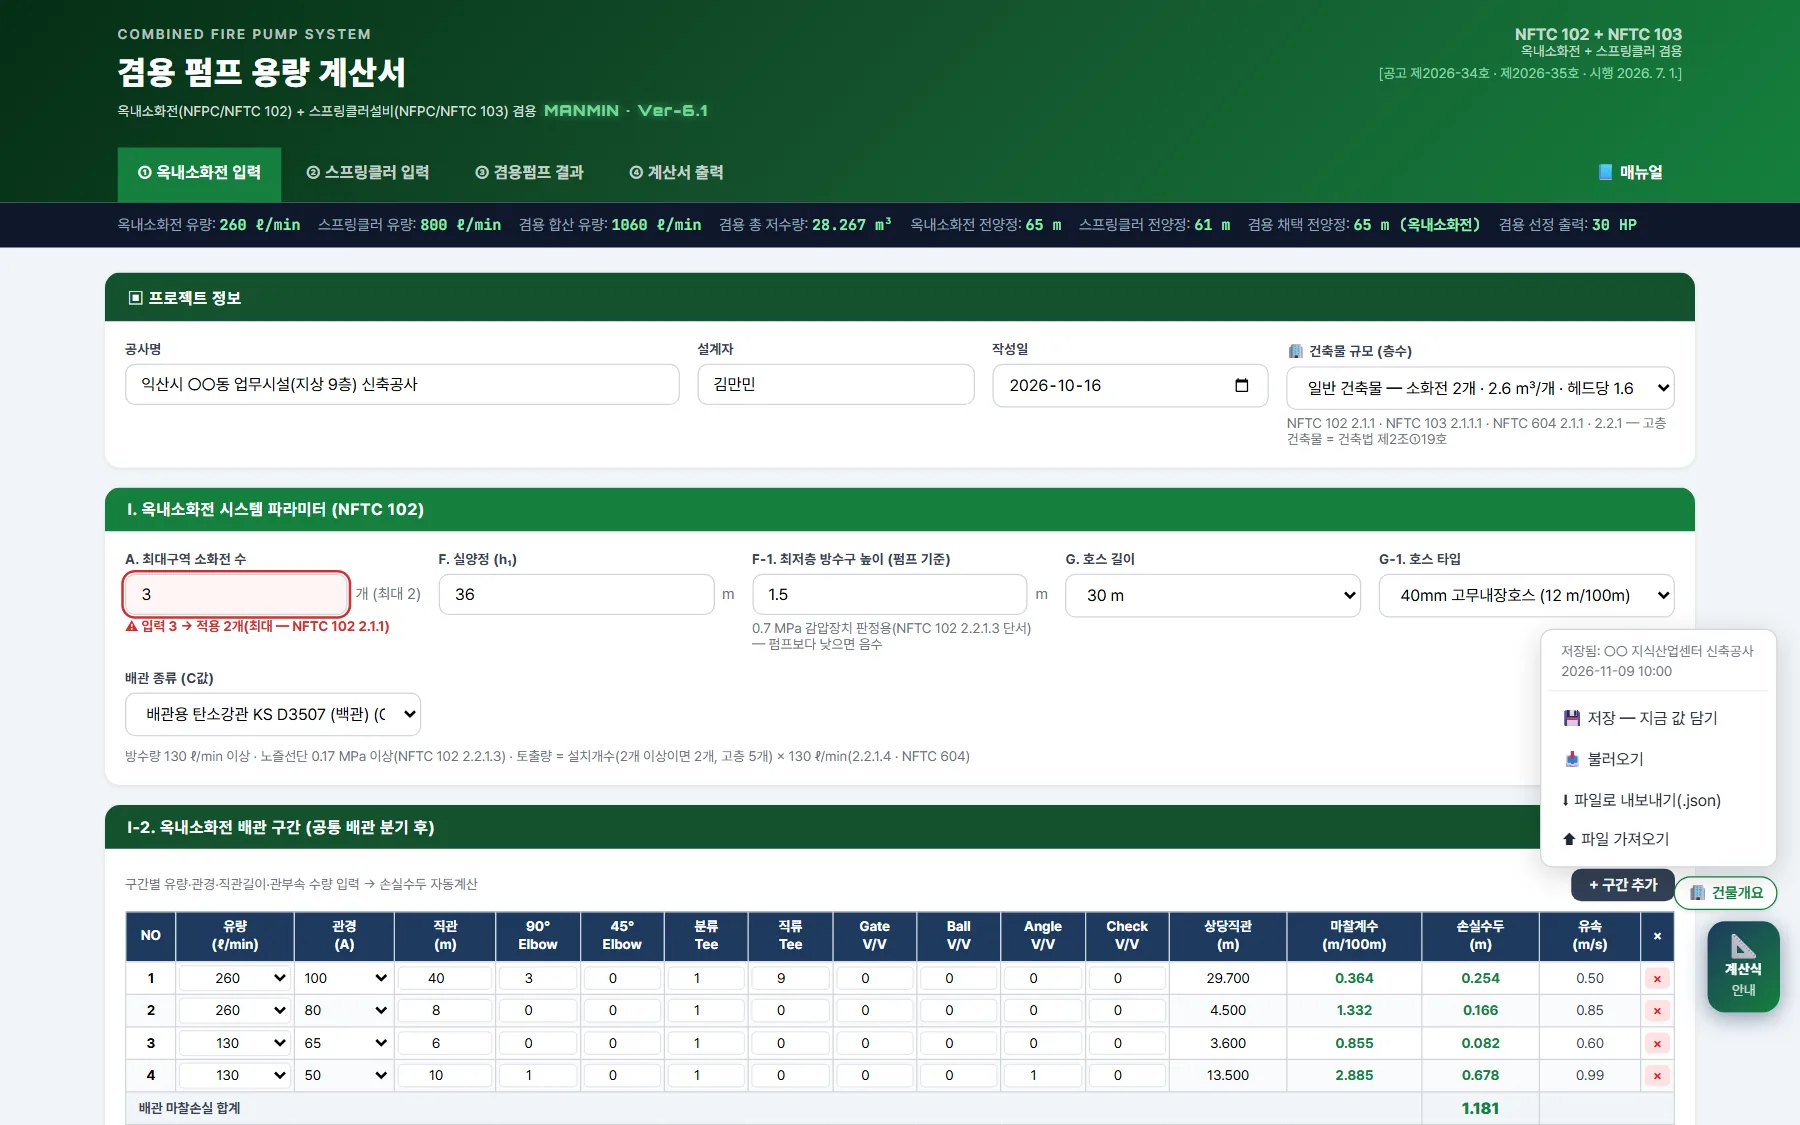 COMBINED FIRE PUMP SYSTEM
겸용 펌프 용량 계산서
옥내소화전(NFPC/NFTC 102) + 스프링클러설비(NFPC/NFTC 103) 겸용 MANMIN · Ver-6.1
NFTC 102 + NFTC 103
옥내소화전 + 스프링클러 겸용
[공고 제2026-34호 · 제2026-35호 · 시행 2026. 7. 1.]
① 옥내소화전 입력 ② 스프링클러 입력 ③ 겸용펌프 결과 ④ 계산서 출력 매뉴얼
옥내소화전 유량: 260 ℓ/min 스프링클러 유량: 800 ℓ/min 겸용 합산 유량: 1060 ℓ/min 겸용 총 저수량: 28.267 m³ 옥내소화전 전양정: 65 m 스프링클러 전양정: 61 m 겸용 채택 전양정: 65 m (옥내소화전) 겸용 선정 출력: 30 HP
▣ 프로젝트 정보
공사명 설계자 작성일 건축물 규모 (층수)
익산시 〇〇동 업무시설(지상 9층) 신축공사 김만민 2026-10-16 일반 건축물 — 소화전 2개 · 2.6 m³/개 · 헤드당 1.6
NFTC 102 2.1.1 · NFTC 103 2.1.1.1 · NFTC 604 2.1.1 · 2.2.1 — 고층
건축물 = 건축법 제2조①19호
I. 옥내소화전 시스템 파라미터 (NFTC 102)
A. 최대구역 소화전 수 F. 실양정 (h₁) F-1. 최저층 방수구 높이 (펌프 기준) G. 호스 길이 G-1. 호스 타입
3 개 (최대 2) 36 m 1.5 m 30 m 40mm 고무내장호스 (12 m/100m)
⚠ 입력 3 → 적용 2개(최대 — NFTC 102 2.1.1)
0.7 MPa 감압장치 판정용(NFTC 102 2.2.1.3 단서)
— 펌프보다 낮으면 음수
배관 종류 (C값)
배관용 탄소강관 KS D3507 (백관) (C
방수량 130 ℓ/min 이상 · 노즐선단 0.17 MPa 이상(NFTC 102 2.2.1.3) · 토출량 = 설치개수(2개 이상이면 2개, 고층 5개) × 130 ℓ/min(2.2.1.4 · NFTC 604)
저장됨: 〇〇 지식산업센터 신축공사
2026-11-09 10:00
저장 — 지금 값 담기
불러오기
⬇ 파일로 내보내기(.json)
⬆ 파일 가져오기
I-2. 옥내소화전 배관 구간 (공통 배관 분기 후)
구간별 유량·관경·직관길이·관부속 수량 입력 → 손실수두 자동계산
+ 구간 추가
건물개요
계산식
안내
NO 유량 (ℓ/min) 관경 (A) 직관 (m) 90° Elbow 45° Elbow 분류 Tee 직류 Tee Gate V/V Ball V/V Angle V/V Check V/V 상당직관 (m) 마찰계수 (m/100m) 손실수두 (m) 유속 (m/s) ×
1 260 100 40 3 0 1 9 0 0 0 0 29.700 0.364 0.254 0.50 ×
2 260 80 8 0 0 1 0 0 0 0 0 4.500 1.332 0.166 0.85 ×
3 130 65 6 0 0 1 0 0 0 0 0 3.600 0.855 0.082 0.60 ×
4 130 50 10 1 0 1 0 0 0 1 0 13.500 2.885 0.678 0.99 ×
배관 마찰손실 합계 1.181